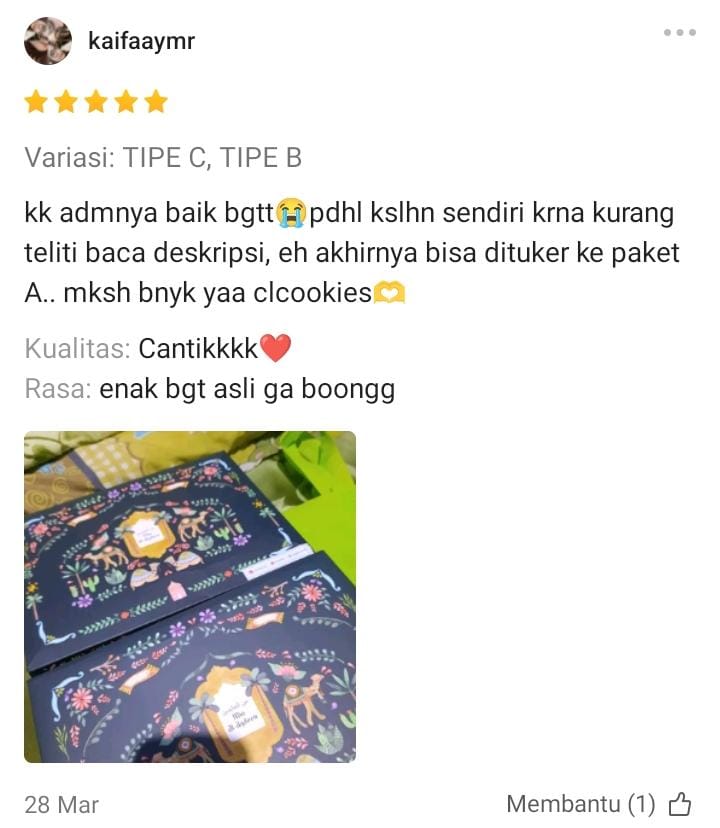 kaifaaymr
Variasi: TIPE C, TIPE B
kk admnya baik bgtt😭pdhl kslhn sendiri krna kurang
teliti baca deskripsi, eh akhirnya bisa dituker ke paket
A.. mksh bnyk yaa clcookies🫶
Kualitas: Cantikkkk❤️
Rasa: enak bgt asli ga boongg
28 Mar
Membantu (1)